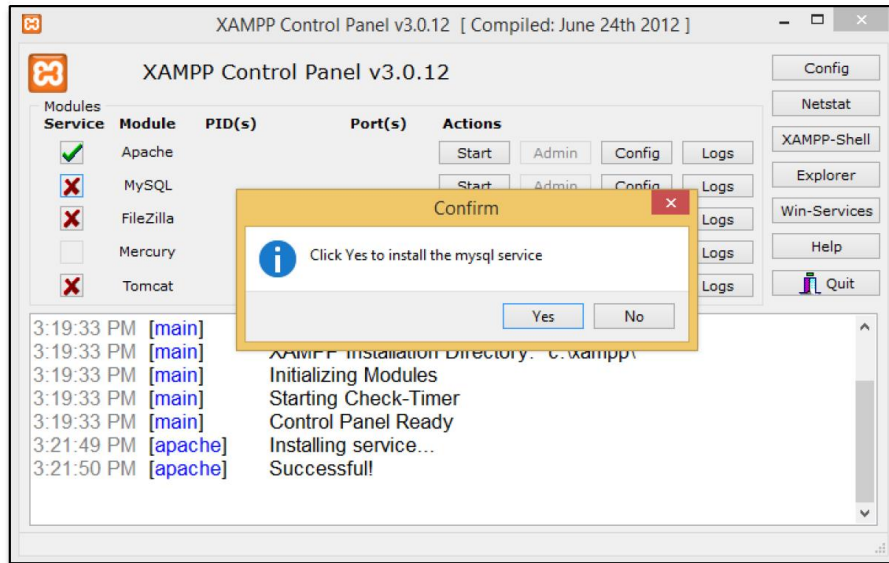 XAMPP Control Panel v3.0.12 [ Compiled: June 24th 2012 ]
XAMPP Control Panel v3.0.12
Config
Modules
Netstat
Service Module PID(s) Port(s) Actions
Apache Start Admin Config Logs
XAMPP-Shell
MySQL Start Admin Config Logs
Explorer
Confirm
FileZilla Logs
Win-Services
Click Yes to install the mysql service
Mercury Logs
Help
Tomcat Logs
Quit
Yes No
3:19:33 PM [main]
3:19:33 PM [main] XAMPP Installation Directory: "c:\xampp\"
3:19:33 PM [main] Initializing Modules
3:19:33 PM [main] Starting Check-Timer
3:19:33 PM [main] Control Panel Ready
3:21:49 PM [apache] Installing service...
3:21:50 PM [apache] Successful!